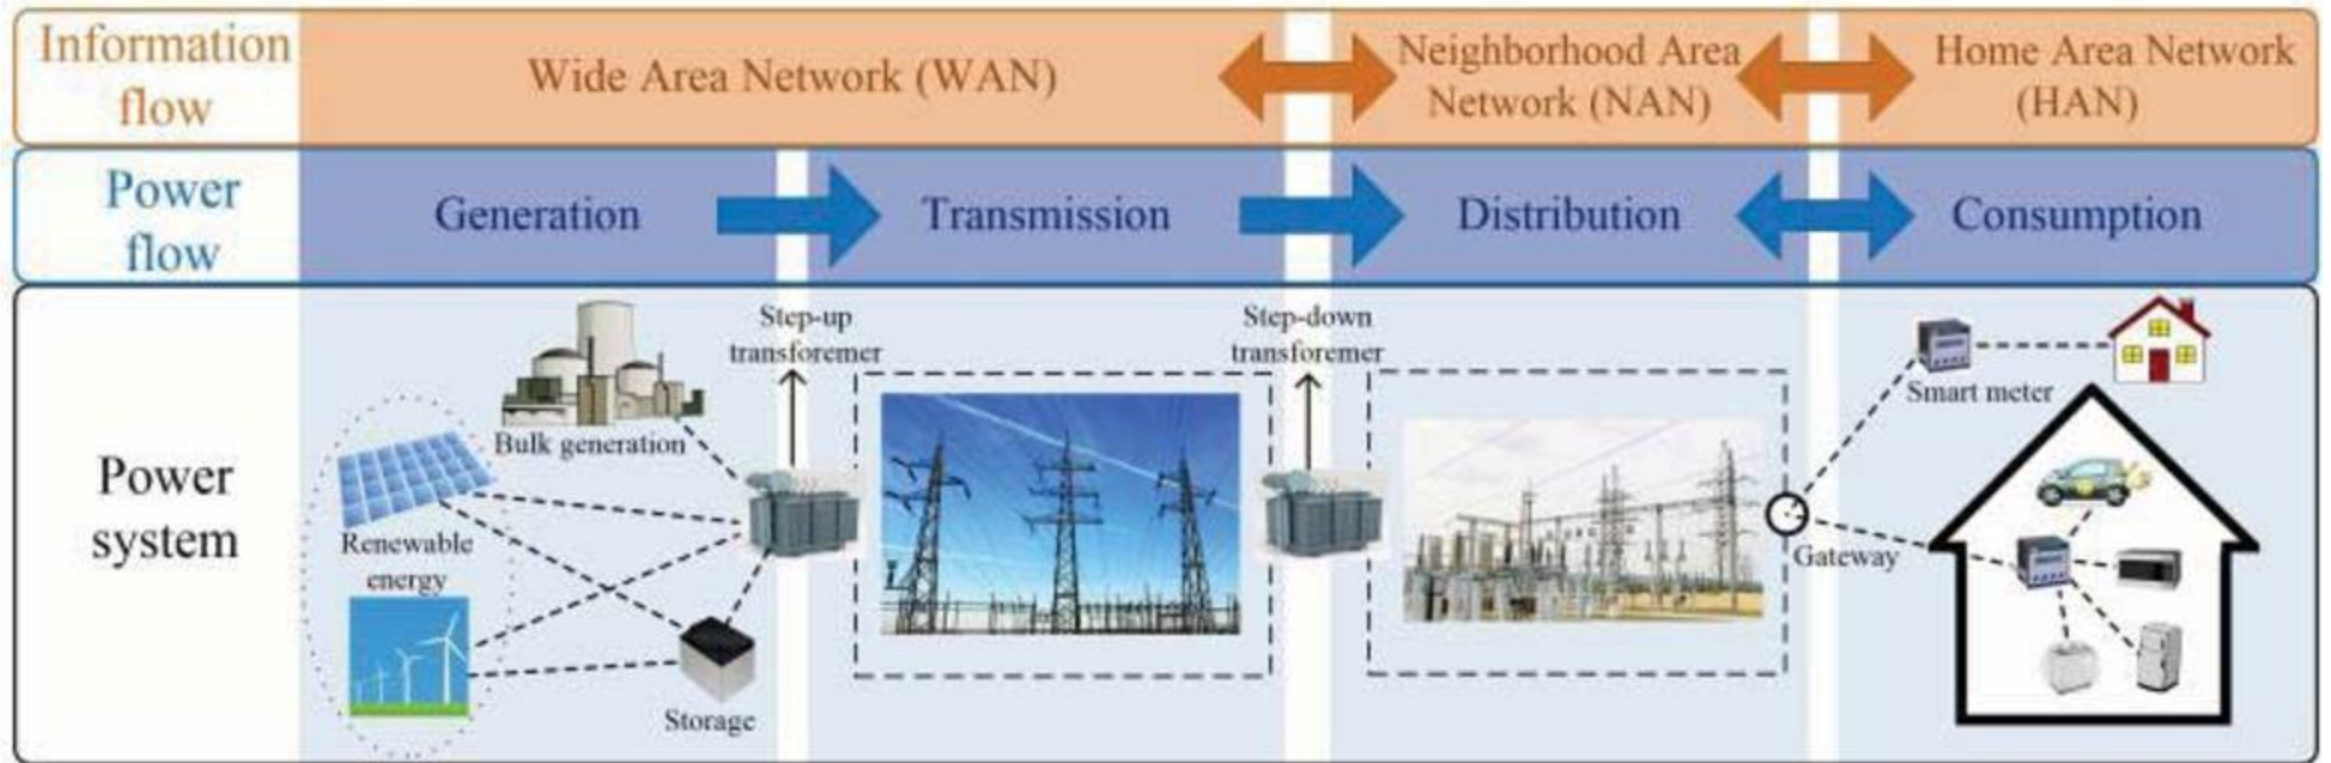 Information
flow
Wide Area Network (WAN)
Neighborhood Area
Network (NAN)
Home Area Network
(HAN)
Power
flow
Generation
Transmission
Distribution
Consumption
Power
system
Bulk generation
Renewable
energy
Storage
Step-up
transforemer
Step-down
transforemer
Gateway
Smart meter